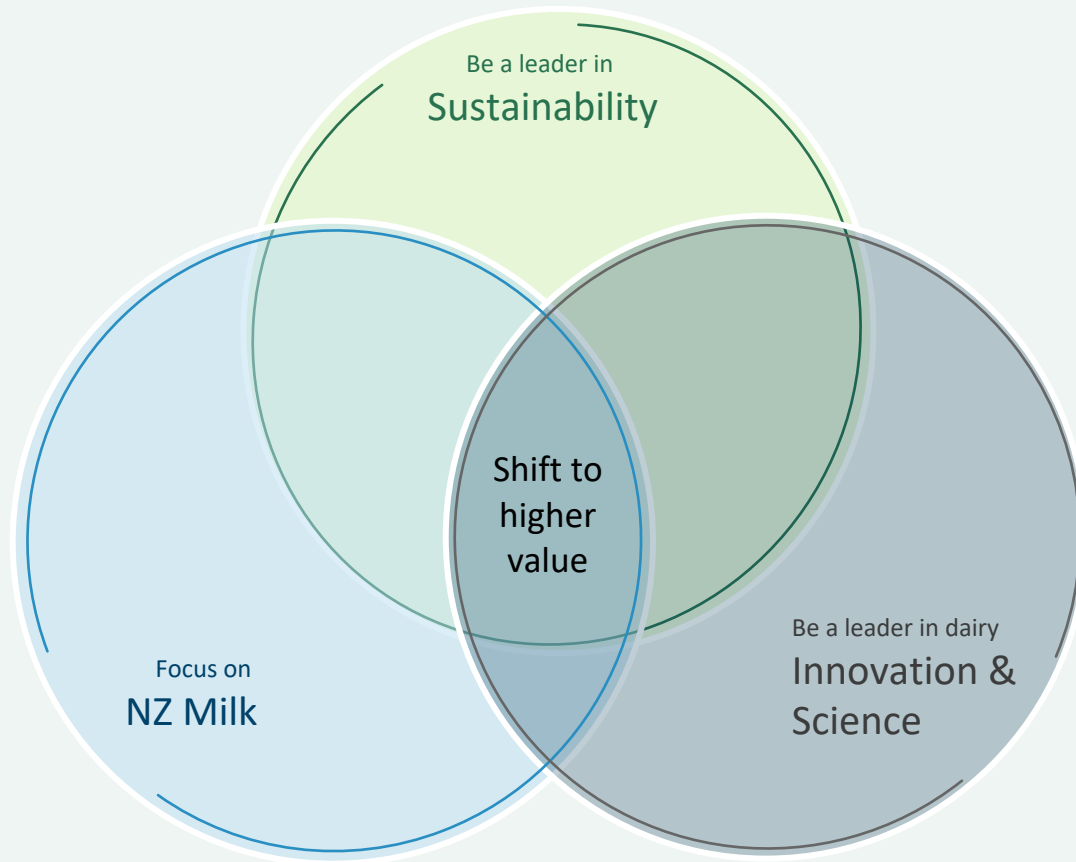 Be a leader in
Sustainability
Shift to
higher
value
Focus on
NZ Milk
Be a leader in dairy
Innovation &
Science